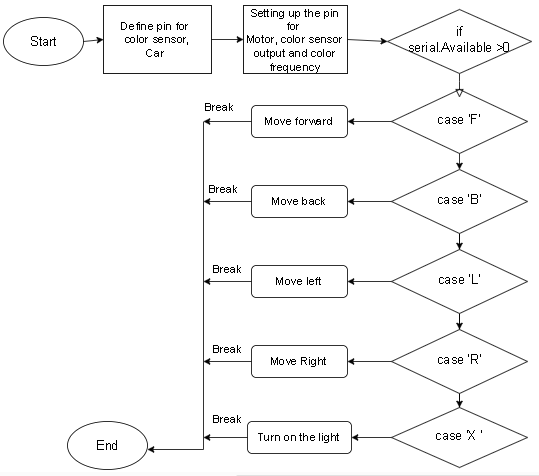 Start
Define pin for
color sensor,
Car
Setting up the pin
for
Motor, color sensor
output and color
frequency
if
serial.Available >0
Break
Move forward
case 'F'
Break
Move back
case 'B'
Break
Move left
case 'L'
Break
Move Right
case 'R'
Break
Turn on the light
case 'X '
End